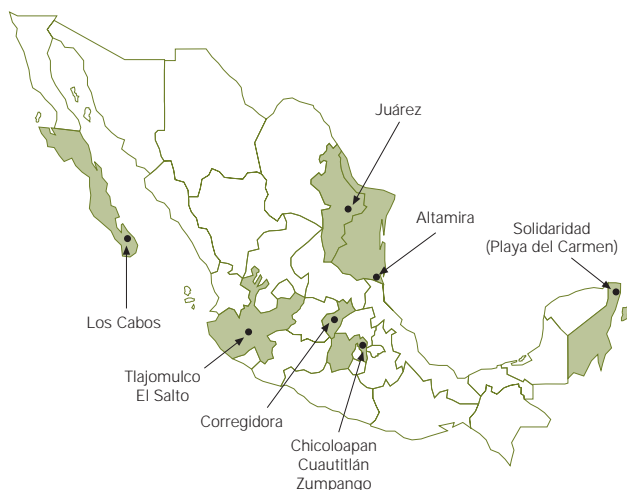 Juárez
Altamira
Solidaridad
(Playa del Carmen)
Los Cabos
Tlajomulco
El Salto
Corregidora
Chicoloapan
Cuautitlán
Zumpango